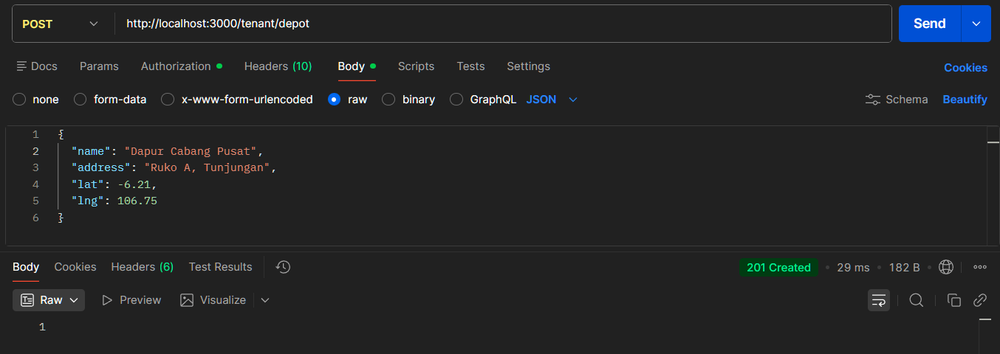 POST http://localhost:3000/tenant/depot Send
Docs Params Authorization Headers (10) Body Scripts Tests Settings Cookies
none form-data x-www-form-urlencoded raw binary GraphQL JSON Schema Beautify
1 {
2 "name": "Dapur Cabang Pusat",
3 "address": "Ruko A, Tunjungan",
4 "lat": -6.21,
5 "lng": 106.75
6 }
Body Cookies Headers (6) Test Results 201 Created • 29 ms • 182 B
Raw Preview Visualize
1